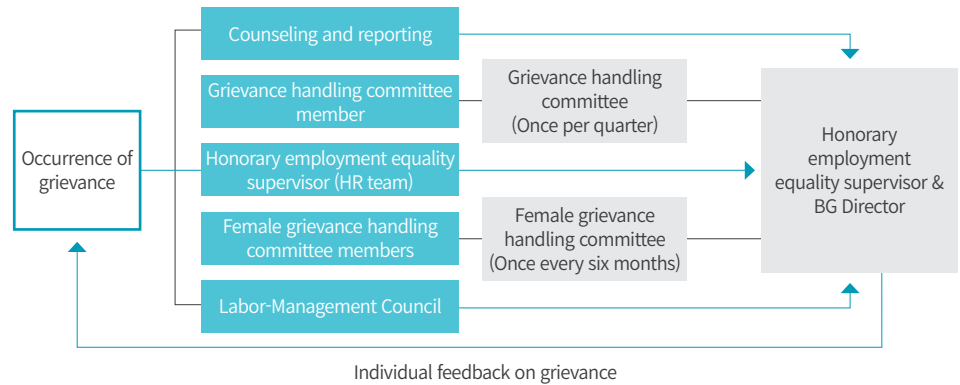 Occurrence of
grievance
Counseling and reporting
Grievance handling committee
member
Honorary employment equality
supervisor (HR team)
Female grievance handling
committee members
Labor-Management Council
Grievance handling
committee
(Once per quarter)
Female grievance
handling committee
(Once every six months)
Honorary
employment
equality supervisor &
BG Director
Individual feedback on grievance